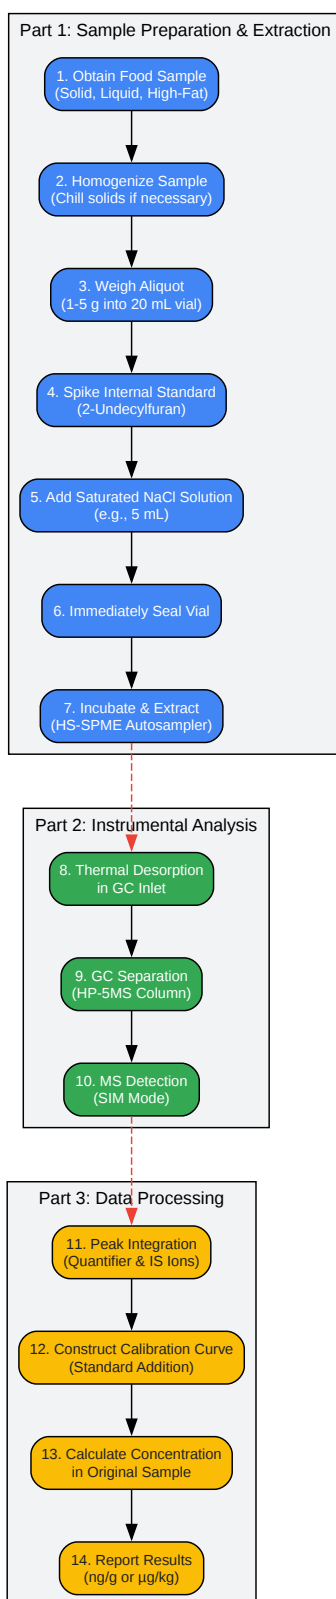 Part 1: Sample Preparation & Extraction
1. Obtain Food Sample
(Solid, Liquid, High-Fat)
2. Homogenize Sample
(Chill solids if necessary)
3. Weigh Aliquot
(1-5 g into 20 mL vial)
4. Spike Internal Standard
(2-Undecylfuran)
5. Add Saturated NaCl Solution
(e.g., 5 mL)
6. Immediately Seal Vial
7. Incubate & Extract
(HS-SPME Autosampler)
Part 2: Instrumental Analysis
8. Thermal Desorption
in GC Inlet
9. GC Separation
(HP-5MS Column)
10. MS Detection
(SIM Mode)
Part 3: Data Processing
11. Peak Integration
(Quantifier & IS Ions)
12. Construct Calibration Curve
(Standard Addition)
13. Calculate Concentration
in Original Sample
14. Report Results
(ng/g or µg/kg)